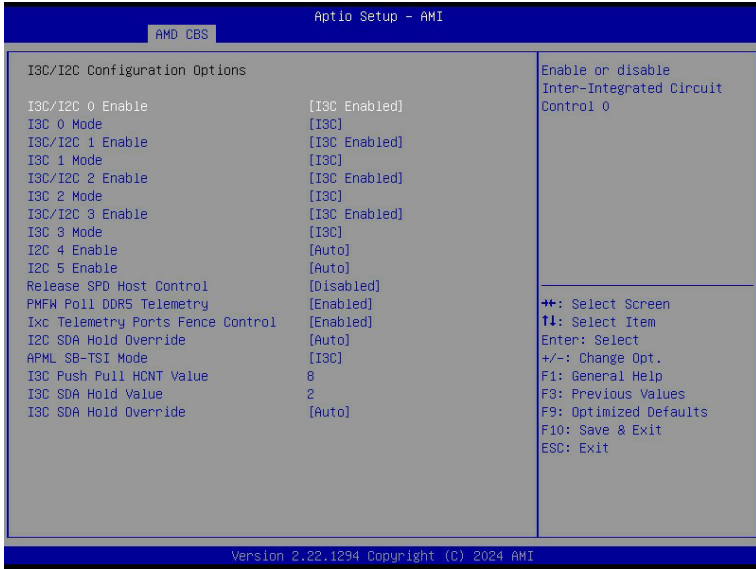 Aptio Setup – AMI
AMD CBS
I3C/I2C Configuration Options
I3C/I2C 0 Enable [I3C Enabled]
I3C 0 Mode [I3C]
I3C/I2C 1 Enable [I3C Enabled]
I3C 1 Mode [I3C]
I3C/I2C 2 Enable [I3C Enabled]
I3C 2 Mode [I3C]
I3C/I2C 3 Enable [I3C Enabled]
I3C 3 Mode [I3C]
I2C 4 Enable [Auto]
I2C 5 Enable [Auto]
Release SPD Host Control [Disabled]
PMFW Poll DDR5 Telemetry [Enabled]
Ixc Telemetry Ports Fence Control [Enabled]
I2C SDA Hold Override [Auto]
APML SB-TSI Mode [I3C]
I3C Push Pull HCNT Value 8
I3C SDA Hold Value 2
I3C SDA Hold Override [Auto]
Enable or disable
Inter-Integrated Circuit
Control 0
→←: Select Screen
↑↓: Select Item
Enter: Select
+/-: Change Opt.
F1: General Help
F3: Previous Values
F9: Optimized Defaults
F10: Save & Exit
ESC: Exit
Version 2.22.1294 Copyright (C) 2024 AMI